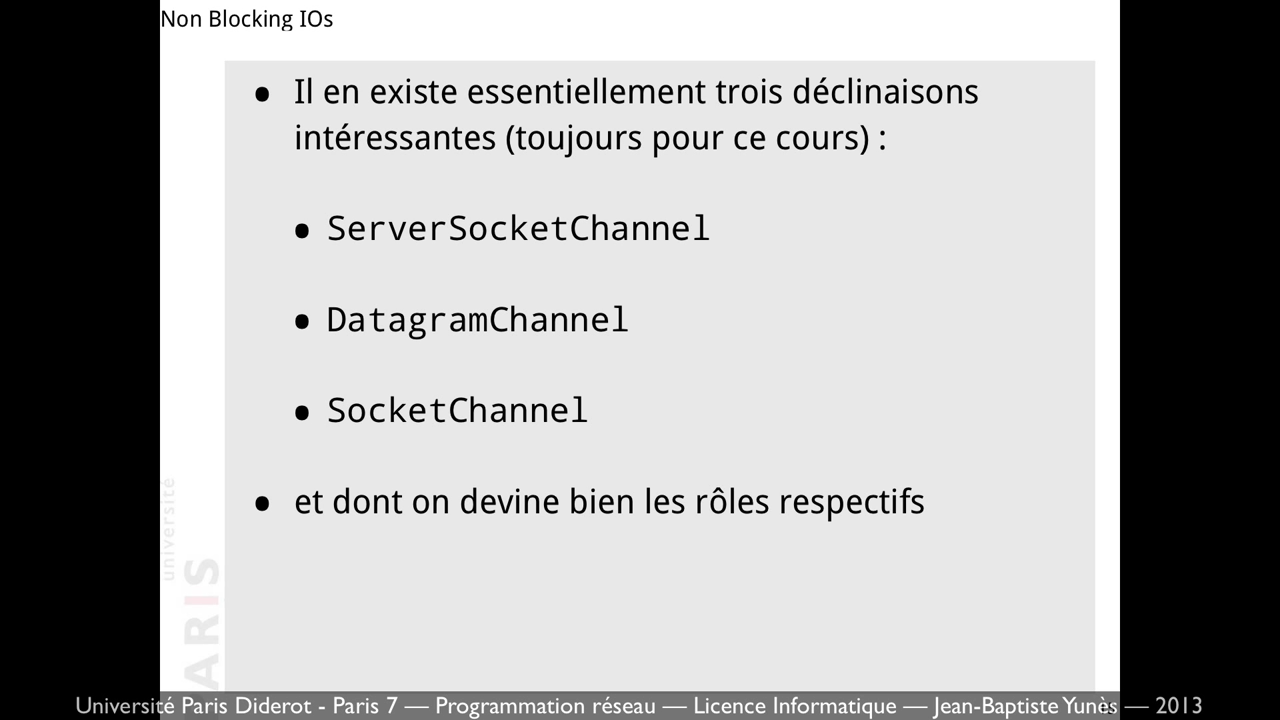 Non Blocking IOs
• Il en existe essentiellement trois déclinaisons
intéressantes (toujours pour ce cours) :
• ServerSocketChannel
• DatagramChannel
• SocketChannel
• et dont on devine bien les rôles respectifs
université
PARIS
Université Paris Diderot - Paris 7 — Programmation réseau — Licence Informatique — Jean-Baptiste Yunès — 2013